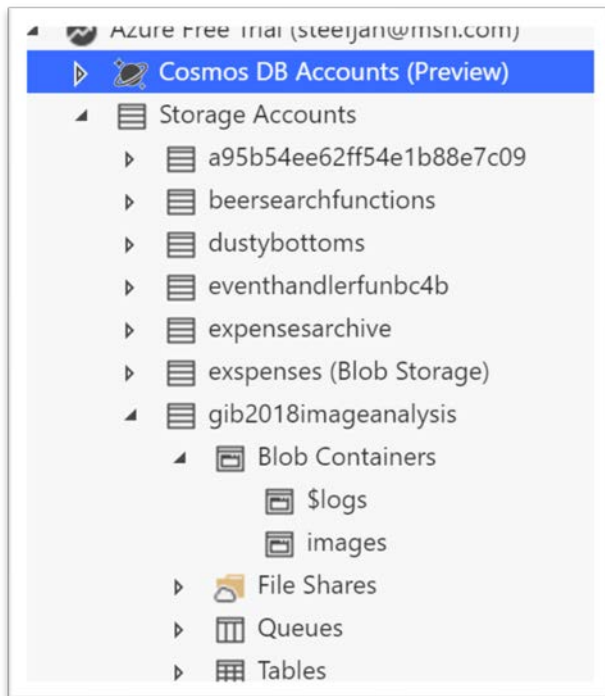 Azure Free Trial (steefjan@msn.com)
Cosmos DB Accounts (Preview)
Storage Accounts
a95b54ee62ff54e1b88e7c09
beersearchfunctions
dustybottoms
eventhandlerfunbc4b
expensesarchive
exspenses (Blob Storage)
gib2018imageanalysis
Blob Containers
$logs
images
File Shares
Queues
Tables